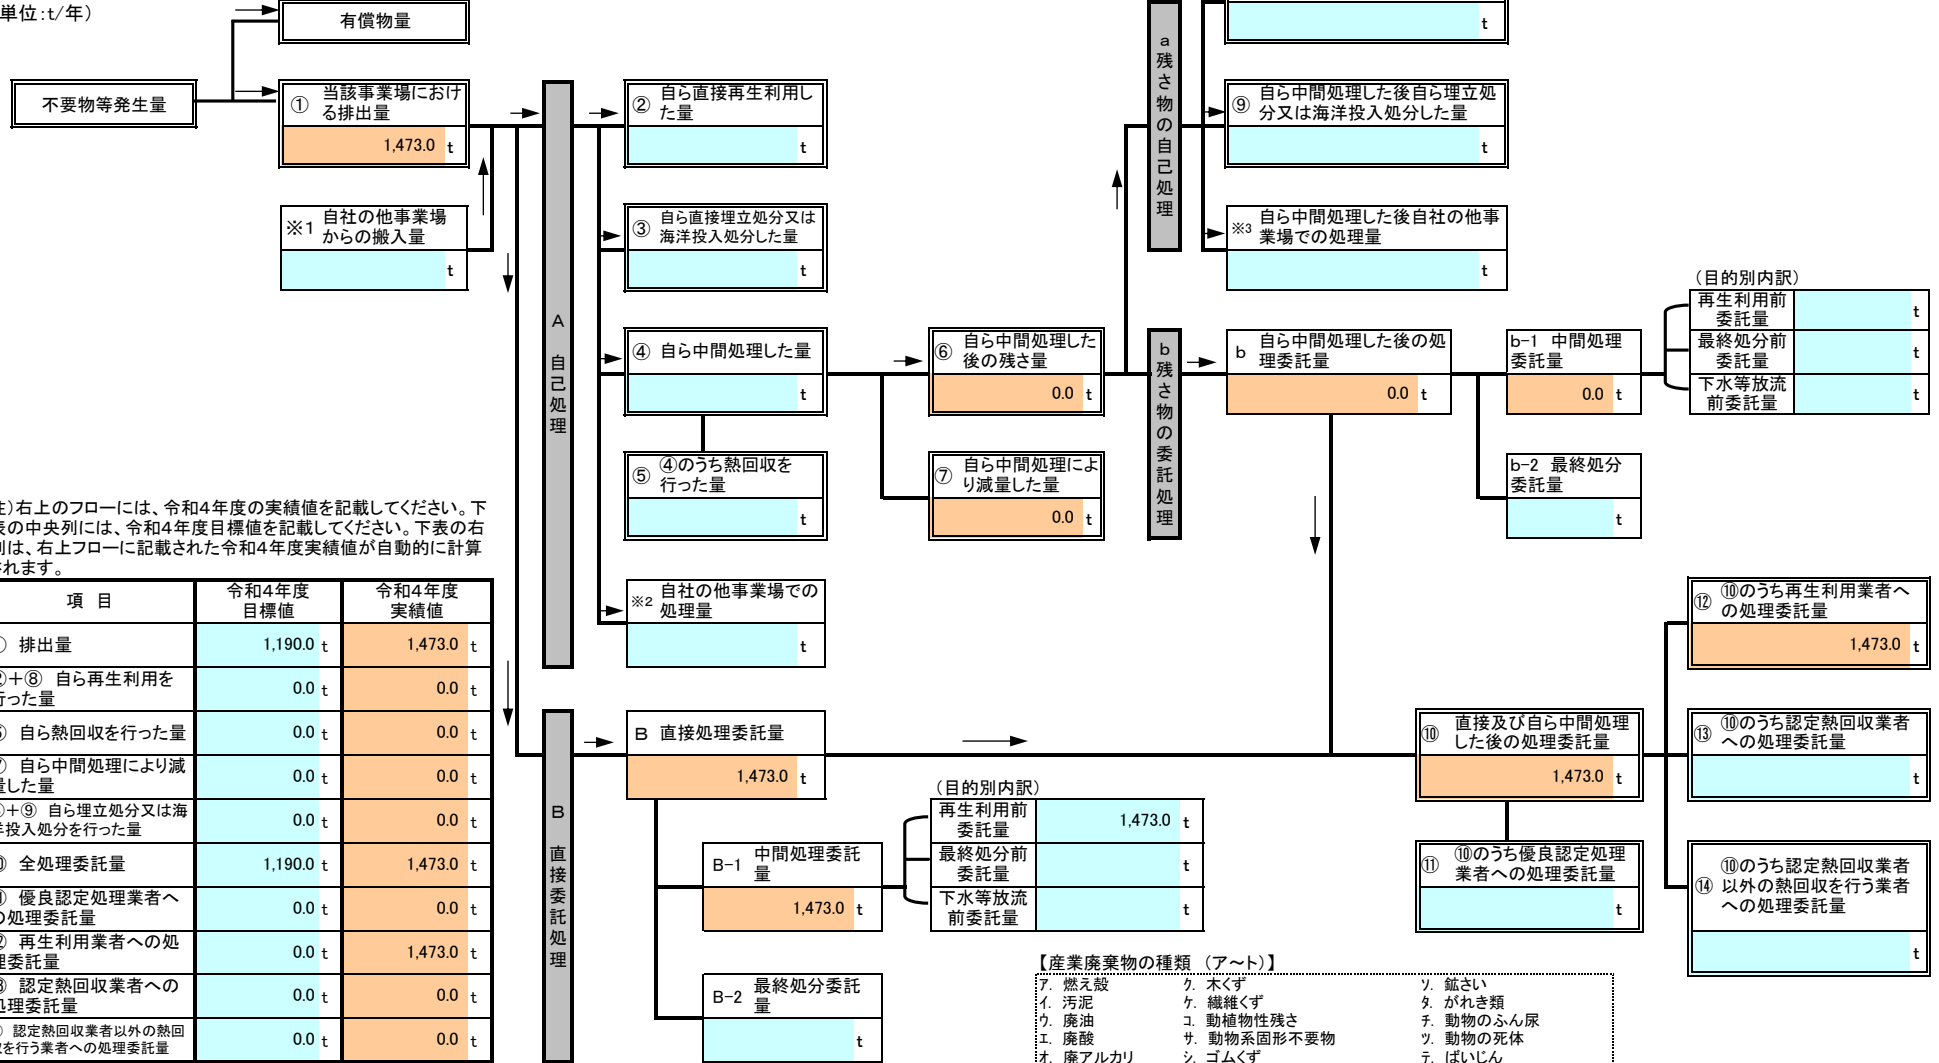 単位:t/年）
有償物量
不要物等発生量
① 当該事業場におけ
る排出量
1,473.0 t
※1 自社の他事業場
からの搬入量
t
A
自己処理
② 自ら直接再生利用し
た量
t
③ 自ら直接埋立処分又は
海洋投入処分した量
t
④ 自ら中間処理した量
t
⑤ ④のうち熱回収を
行った量
t
※2 自社の他事業場での
処理量
t
⑥ 自ら中間処理した
後の残さ量
0.0 t
⑦ 自ら中間処理によ
り減量した量
0.0 t
a
残さ物の自己処理
t
⑨ 自ら中間処理した後自ら埋立処
分又は海洋投入処分した量
t
※3 自ら中間処理した後自社の他事
業場での処理量
t
b
残さ物の委託処理
b 自ら中間処理した後の処
理委託量
0.0 t
b-1 中間処理
委託量
0.0 t
b-2 最終処分
委託量
t
（目的別内訳）
再生利用前
委託量
t
最終処分前
委託量
t
下水等放流
前委託量
t
）右上のフローには、令和4年度の実績値を記載してください。下
表の中央列には、令和4年度目標値を記載してください。下表の右
列は、右上フローに記載された令和4年度実績値が自動的に計算
されます。
項 目 令和4年度
目標値 令和4年度
実績値
排出量 1,190.0 t 1,473.0 t
＋⑧ 自ら再生利用を
行った量 0.0 t 0.0 t
自ら熱回収を行った量 0.0 t 0.0 t
自ら中間処理により減
量した量 0.0 t 0.0 t
＋⑨ 自ら埋立処分又は海
洋投入処分を行った量 0.0 t 0.0 t
全処理委託量 1,190.0 t 1,473.0 t
優良認定処理業者へ
の処理委託量 0.0 t 0.0 t
再生利用業者への処
理委託量 0.0 t 1,473.0 t
認定熱回収業者への
処理委託量 0.0 t 0.0 t
認定熱回収業者以外の熱回
収を行う業者への処理委託量 0.0 t 0.0 t
B
直接委託処理
B 直接処理委託量
1,473.0 t
B-1 中間処理委託
量
1,473.0 t
B-2 最終処分委託
量
t
（目的別内訳）
再生利用前
委託量
1,473.0 t
最終処分前
委託量
t
下水等放流
前委託量
t
⑩ 直接及び自ら中間処理
した後の処理委託量
1,473.0 t
⑪ ⑩のうち優良認定処理
業者への処理委託量
t
⑫ ⑩のうち再生利用業者へ
の処理委託量
1,473.0 t
⑬ ⑩のうち認定熱回収業者
への処理委託量
t
⑭ ⑩のうち認定熱回収業者
以外の熱回収を行う業者
への処理委託量
t
【産業廃棄物の種類 （ア～ト）】
ア. 燃え殻 ク. 木くず ソ. 鉱さい
イ. 汚泥 ケ. 繊維くず タ. がれき類
ウ. 廃油 コ. 動植物性残さ チ. 動物のふん尿
エ. 廃酸 サ. 動物系固形不要物 ツ. 動物の死体
オ. 廃アルカリ シ. ゴムくず テ. ばいじん